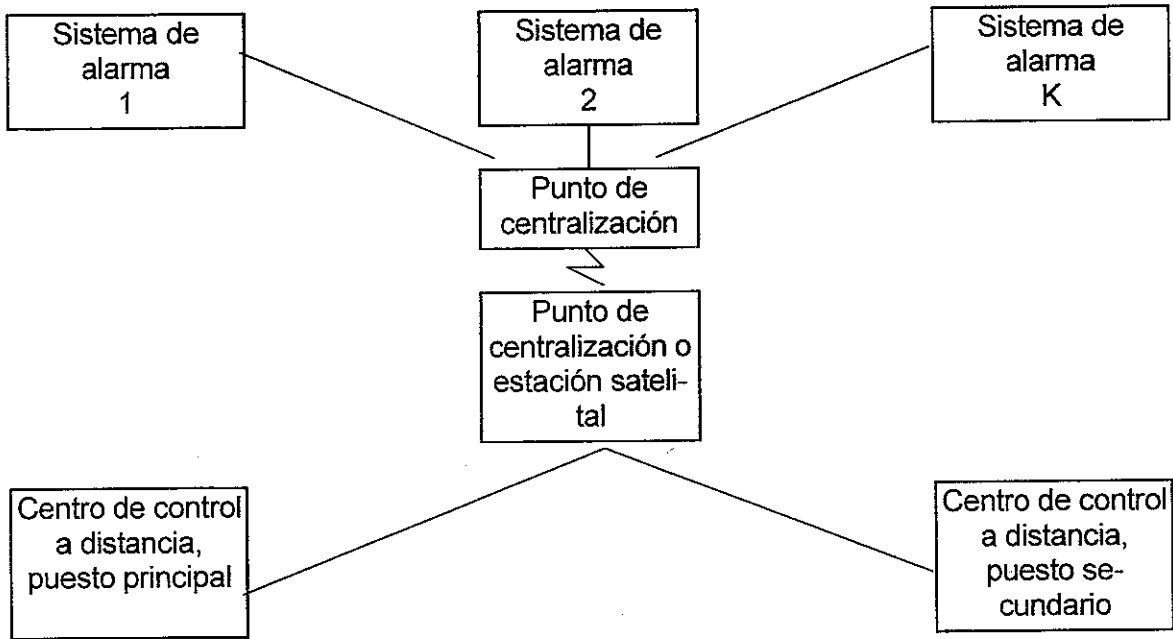 Sistema de
alarma
1
Sistema de
alarma
2
Sistema de
alarma
K
Punto de
centralización
Punto de
centralización o
estación sateli-
tal
Centro de control
a distancia,
puesto principal
Centro de control
a distancia,
puesto se-
cundario